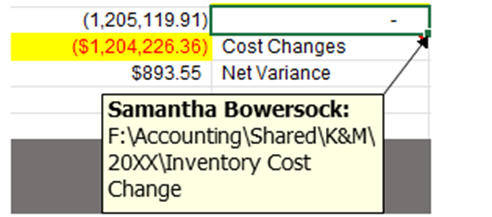 (1,205,119.91) -
($1,204,226.36) Cost Changes
$893.55 Net Variance
Samantha Bowersock:
F:\Accounting\Shared\K&M\
20XX\Inventory Cost
Change